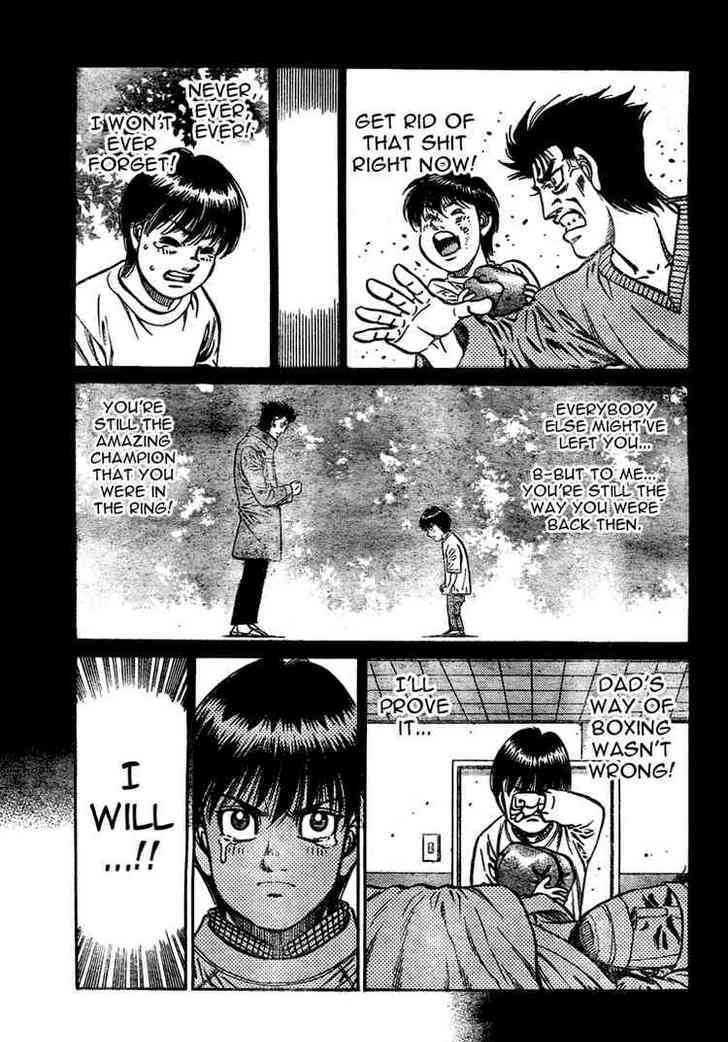 GET RID OF
THAT SHIT
RIGHT NOW!
NEVER,
EVER,
EVER!
I WON'T
EVER
FORGET!
EVERYBODY
ELSE MIGHT'VE
LEFT YOU...
B-BUT TO ME...
YOU'RE STILL THE
WAY YOU WERE
BACK THEN.
YOU'RE
STILL THE
AMAZING
CHAMPION
THAT YOU
WERE IN
THE RING!
DAD'S
WAY OF
BOXING
WASN'T
WRONG!
I'LL
PROVE
IT...
I
WILL
...!!